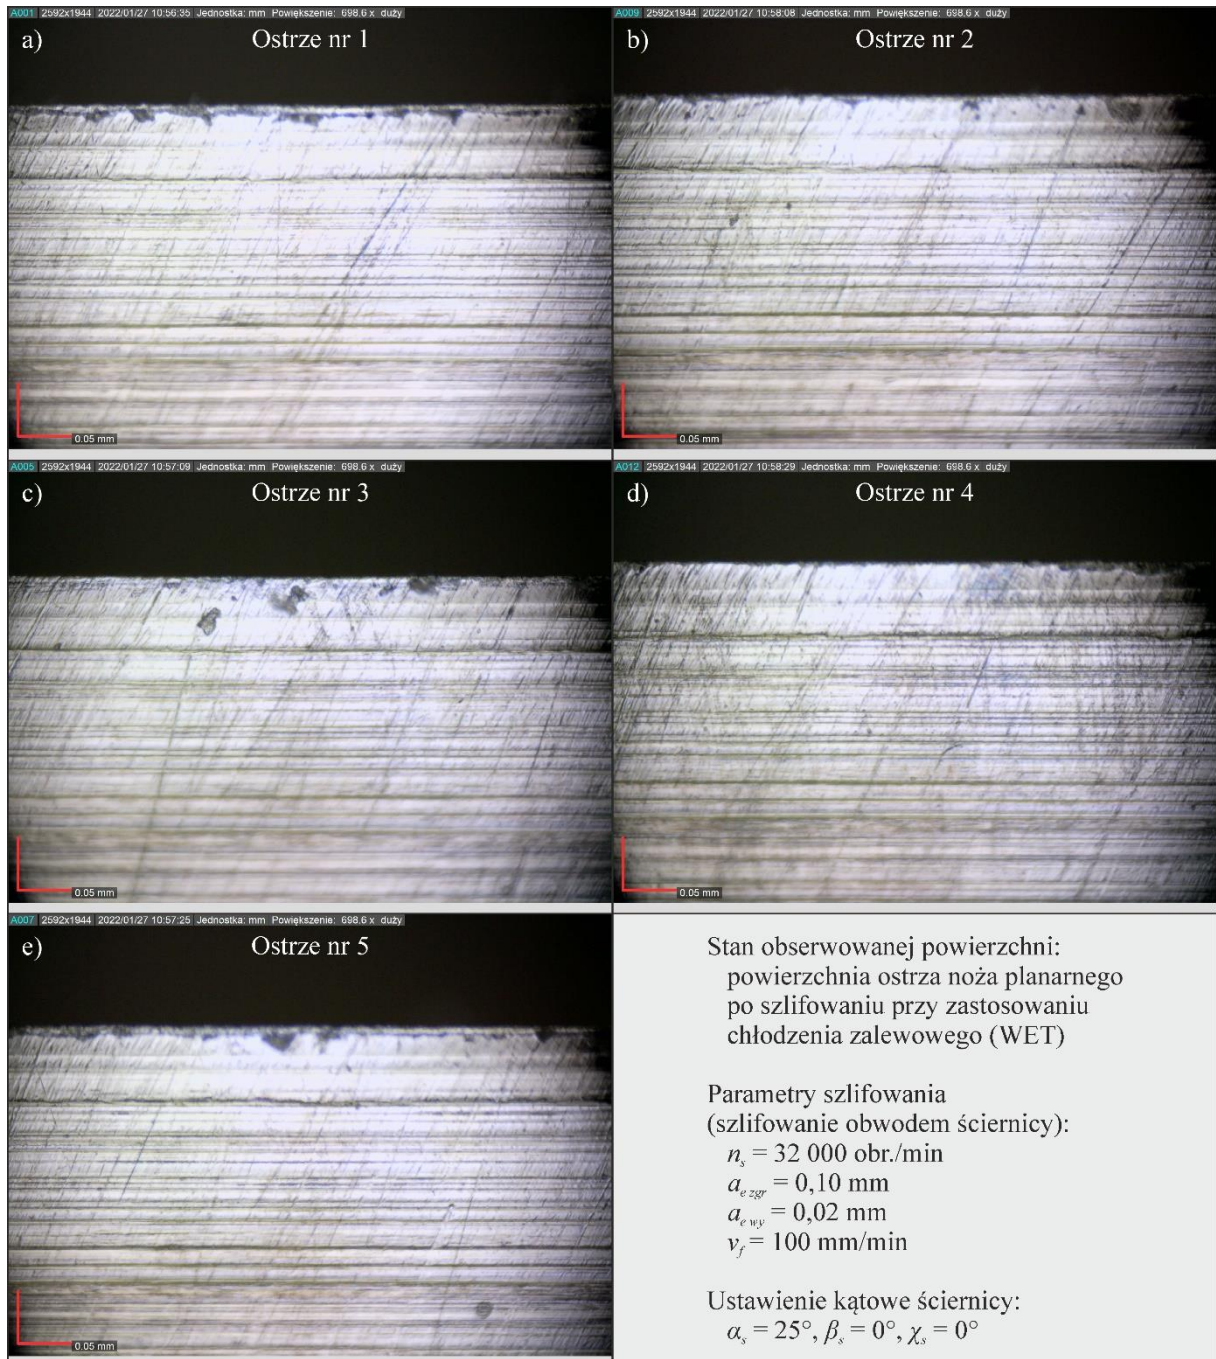 A001 2592x1944 2022/01/27 10:56:35 Jednostka: mm Powiększenie: 698.6 x duży
a) Ostrze nr 1
0.05 mm
A009 2592x1944 2022/01/27 10:58:08 Jednostka: mm Powiększenie: 698.6 x duży
b) Ostrze nr 2
0.05 mm
A005 2592x1944 2022/01/27 10:57:09 Jednostka: mm Powiększenie: 698.6 x duży
c) Ostrze nr 3
0.05 mm
A012 2592x1944 2022/01/27 10:58:29 Jednostka: mm Powiększenie: 698.6 x duży
d) Ostrze nr 4
0.05 mm
A007 2592x1944 2022/01/27 10:57:25 Jednostka: mm Powiększenie: 698.6 x duży
e) Ostrze nr 5
0.05 mm
Stan obserwowanej powierzchni:
powierzchnia ostrza noża planarnego
po szlifowaniu przy zastosowaniu
chłodzenia zalewowego (WET)
Parametry szlifowania
(szlifowanie obwodem ściernicy):
nₛ = 32 000 obr./min
a_e zgr = 0,10 mm
a_e wy = 0,02 mm
v_f = 100 mm/min
Ustawienie kątowe ściernicy:
αₛ = 25°, βₛ = 0°, χₛ = 0°